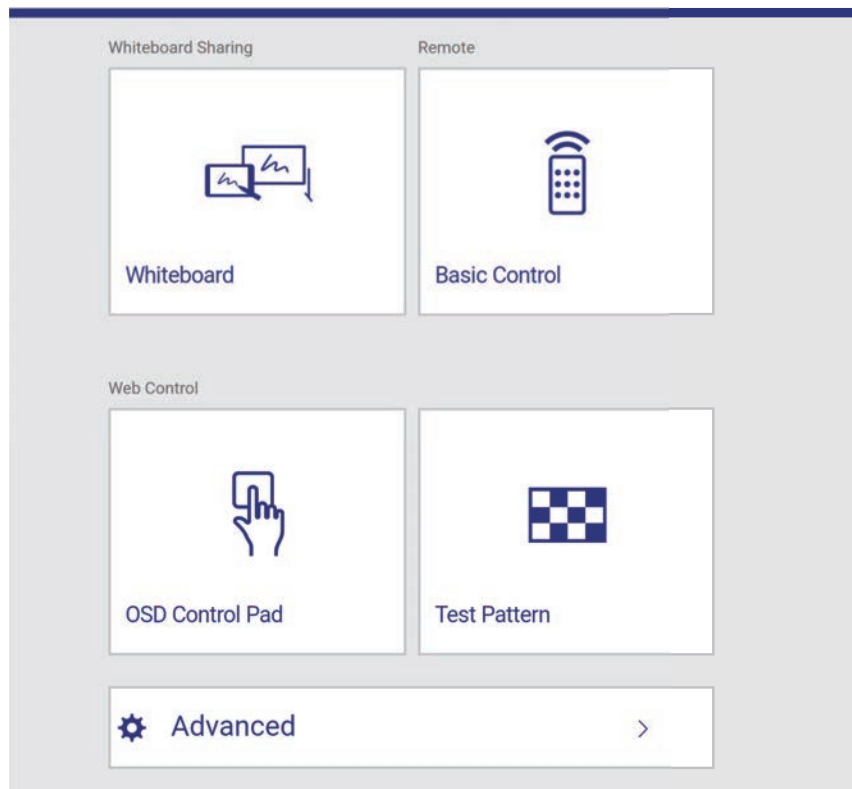 Whiteboard Sharing
Remote
Whiteboard
Basic Control
Web Control
OSD Control Pad
Test Pattern
Advanced